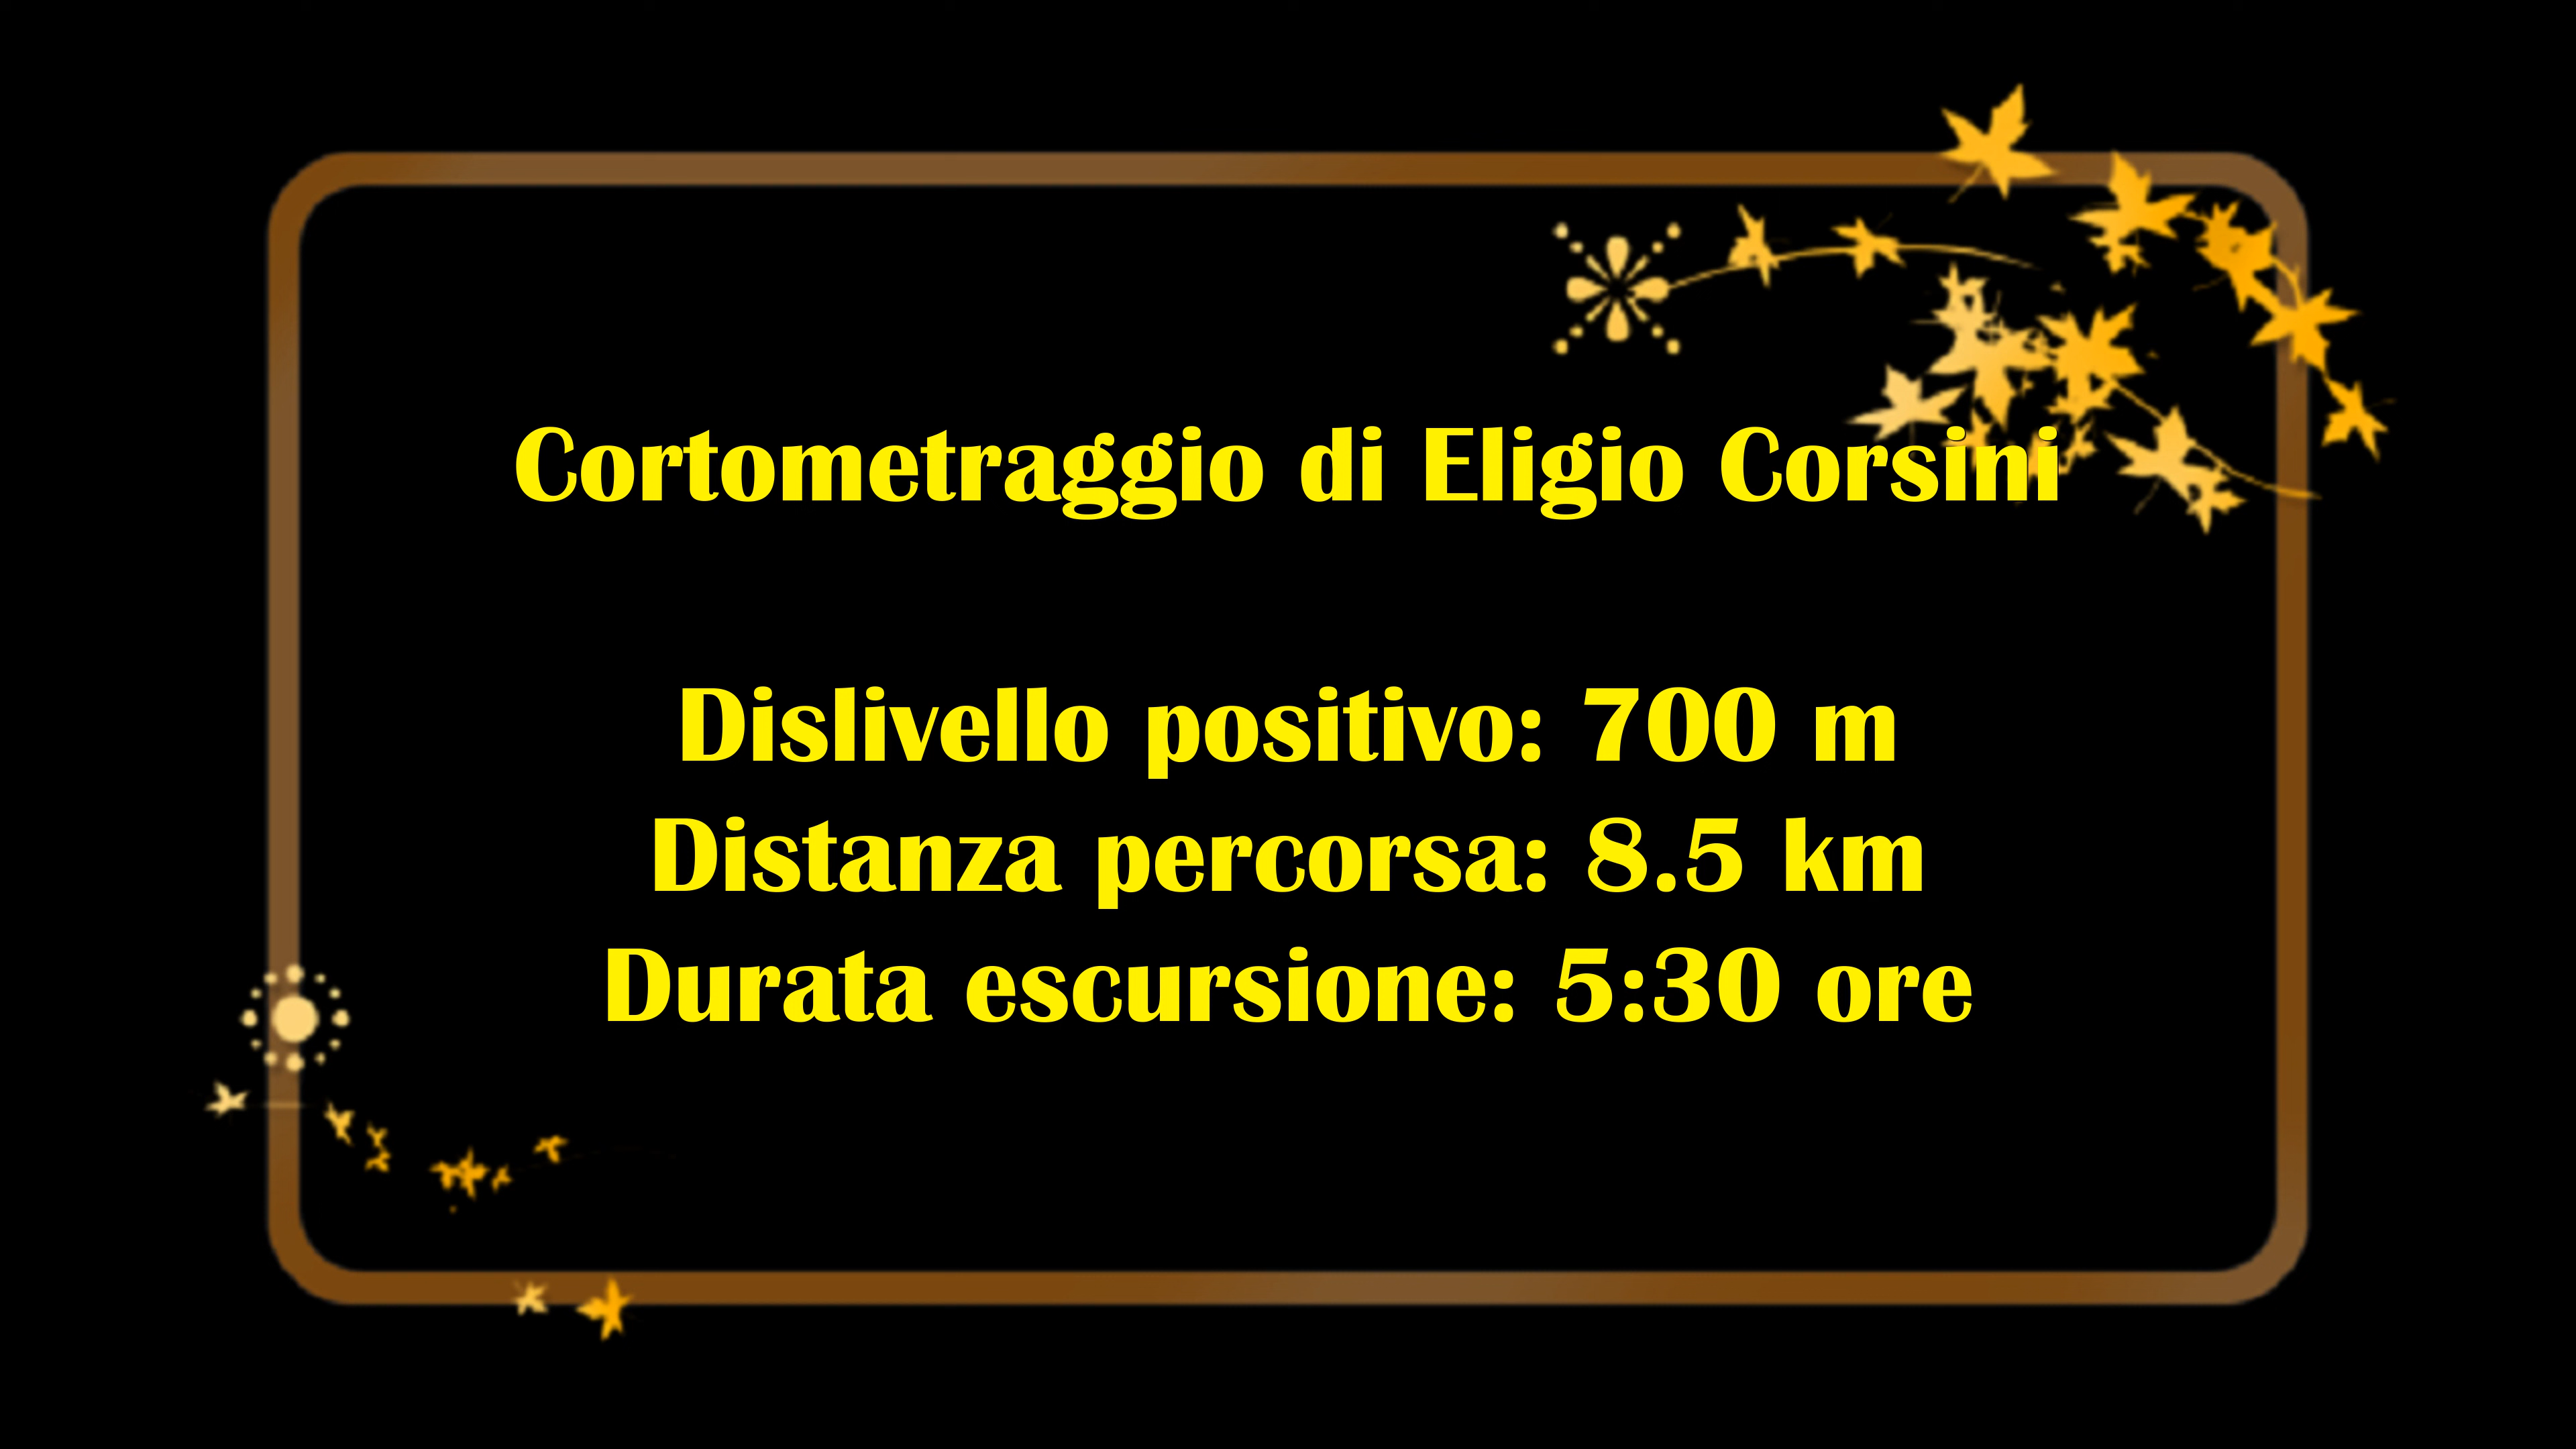 Cortometraggio di Eligio Corsini
Dislivello positivo: 700 m
Distanza percorsa: 8.5 km
Durata escursione: 5:30 ore